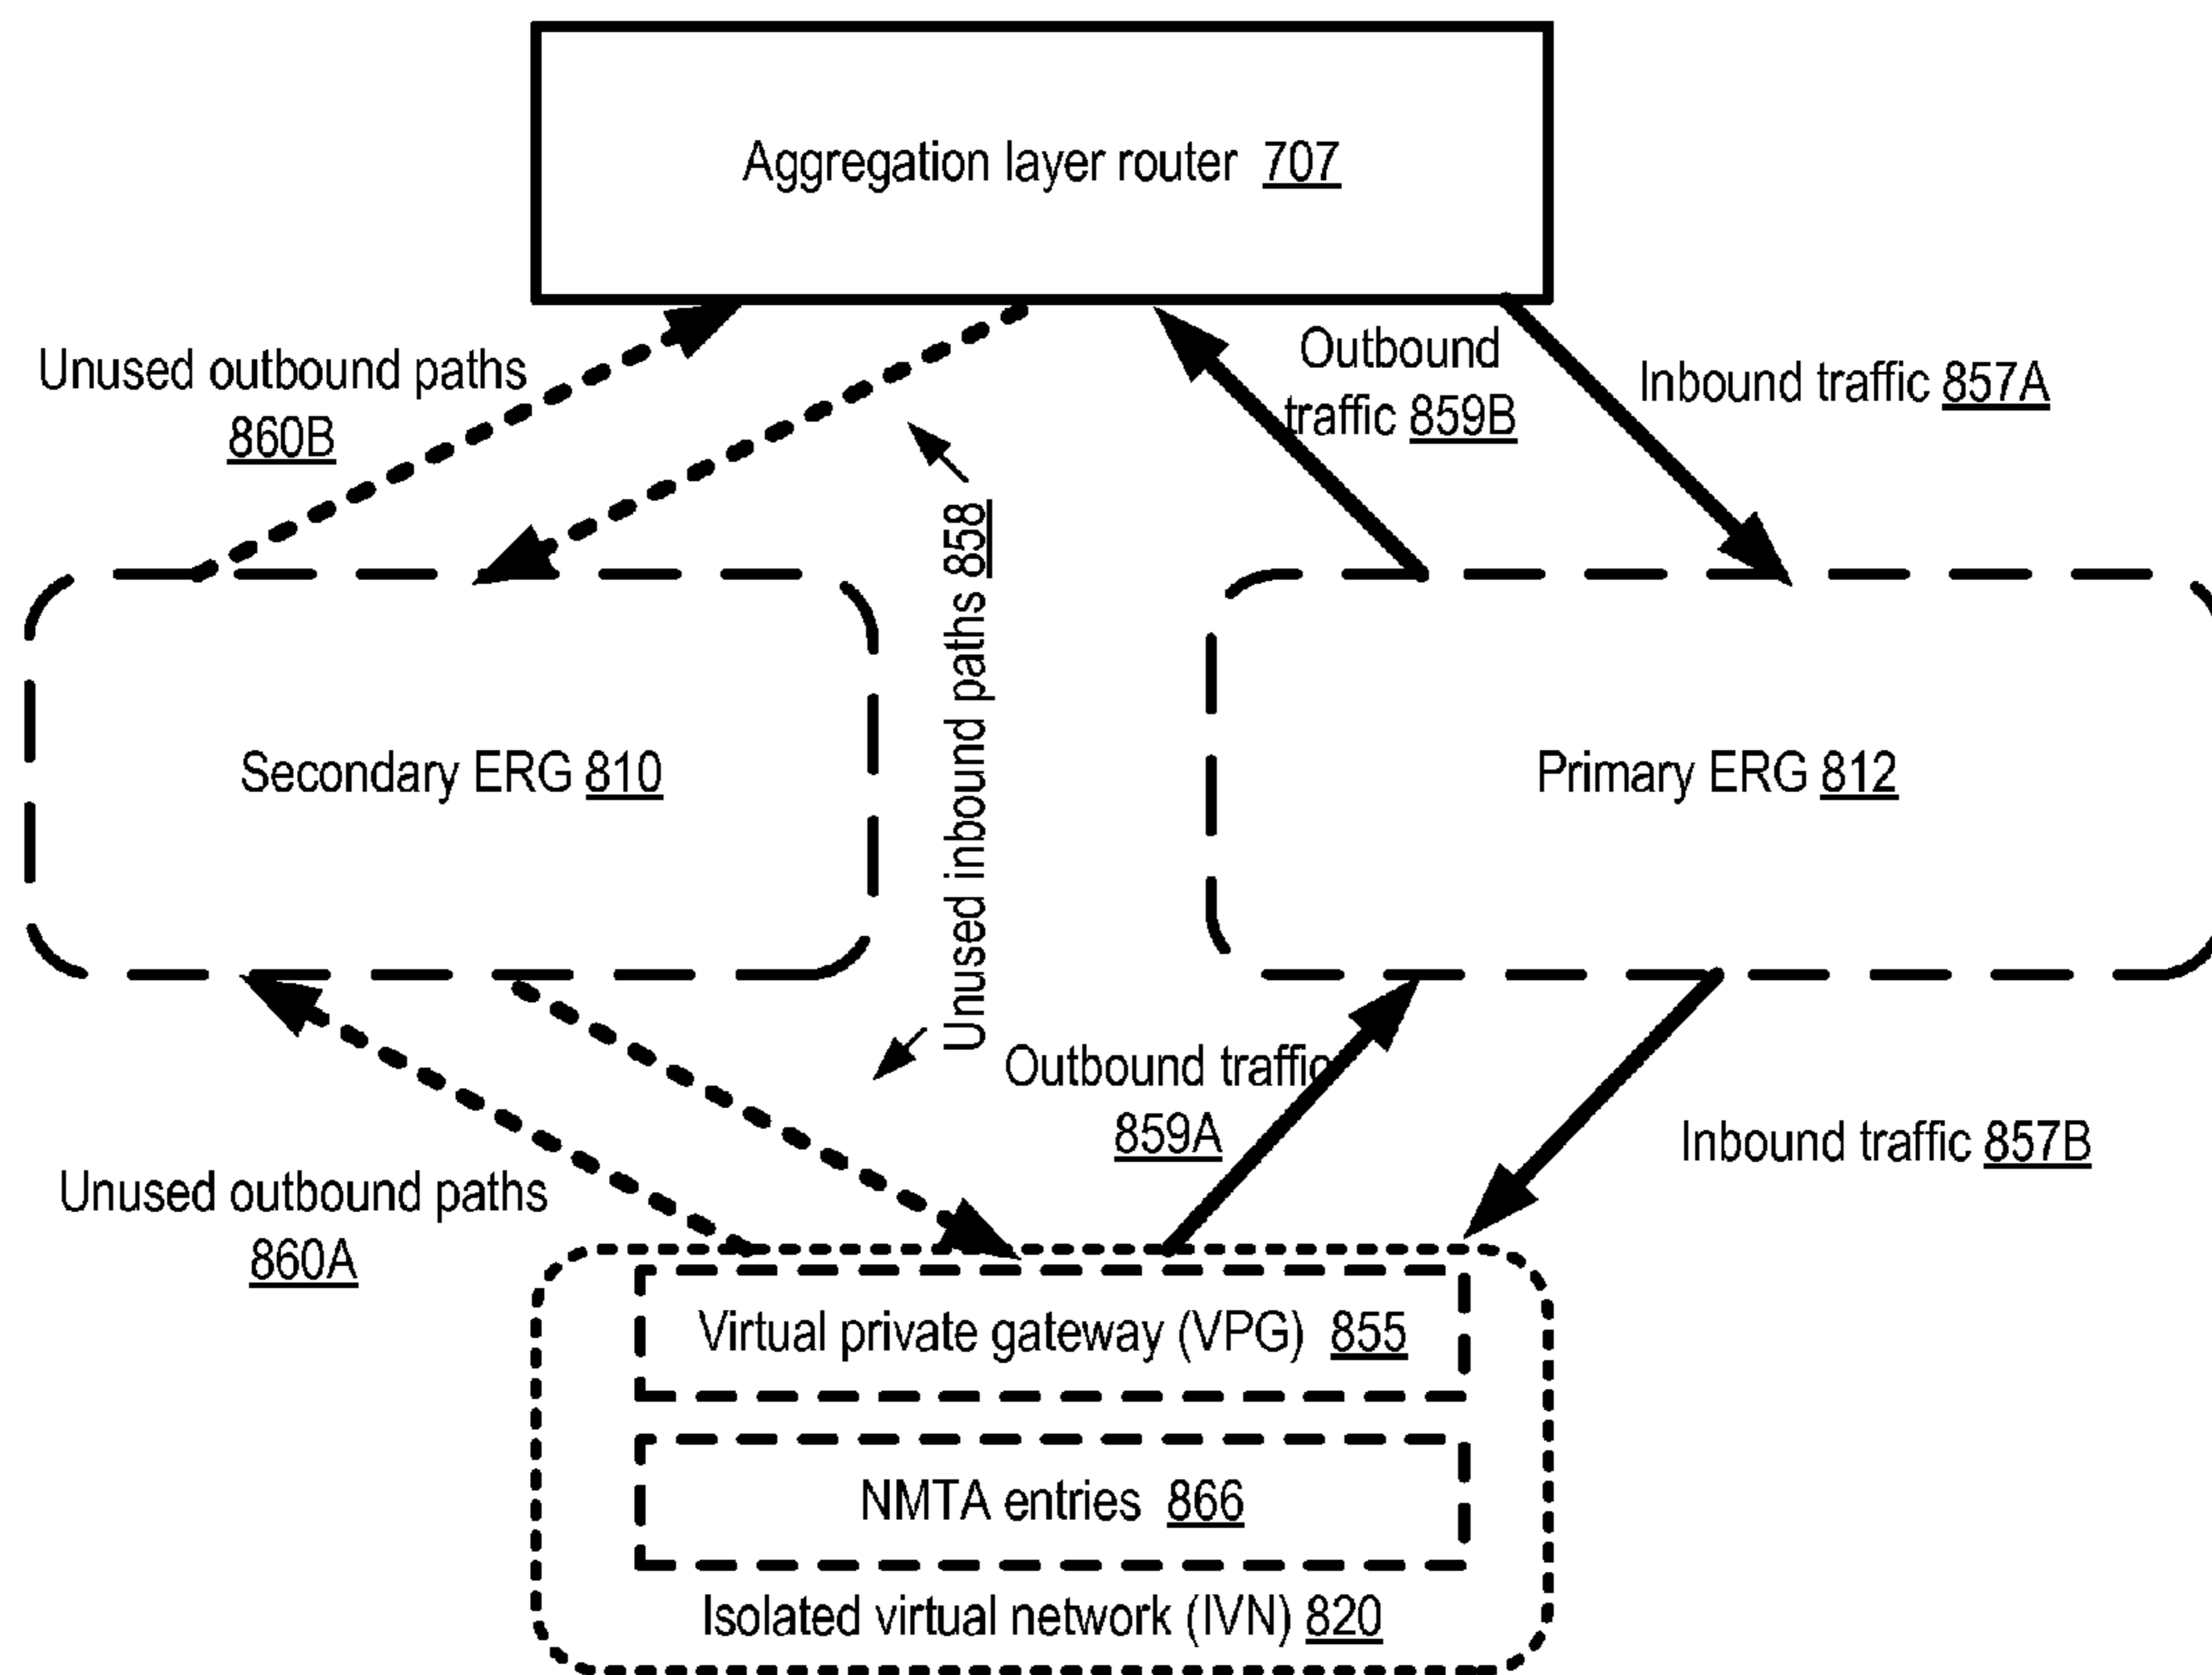 Aggregation layer router 707
Unused outbound paths
860B
Outbound
traffic 859B
Inbound traffic 857A
Unused inbound paths 858
Secondary ERG 810
Primary ERG 812
Outbound traffic
859A
Inbound traffic 857B
Unused outbound paths
860A
Virtual private gateway (VPG) 855
NMTA entries 866
Isolated virtual network (IVN) 820